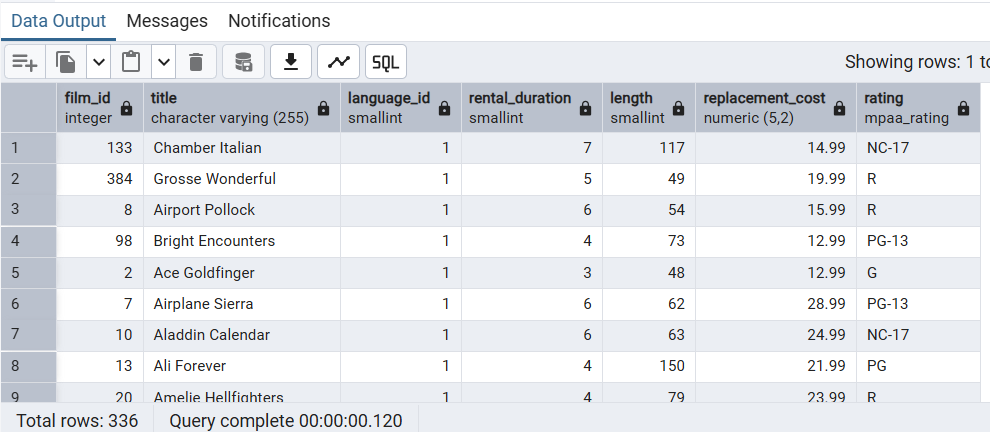 Data Output Messages Notifications
SQL Showing rows: 1 to
film_id title language_id rental_duration length replacement_cost rating
integer character varying (255) smallint smallint smallint numeric (5,2) mpaa_rating
1 133 Chamber Italian 1 7 117 14.99 NC-17
2 384 Grosse Wonderful 1 5 49 19.99 R
3 8 Airport Pollock 1 6 54 15.99 R
4 98 Bright Encounters 1 4 73 12.99 PG-13
5 2 Ace Goldfinger 1 3 48 12.99 G
6 7 Airplane Sierra 1 6 62 28.99 PG-13
7 10 Aladdin Calendar 1 6 63 24.99 NC-17
8 13 Ali Forever 1 4 150 21.99 PG
9 20 Amelie Hellfighters 1 4 79 23.99 R
Total rows: 336 Query complete 00:00:00.120